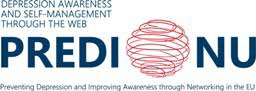 DEPRESSION AWARENESS
AND SELF-MANAGEMENT
THROUGH THE WEB
PREDI NU
Preventing Depression and Improving Awareness through Networking in the EU